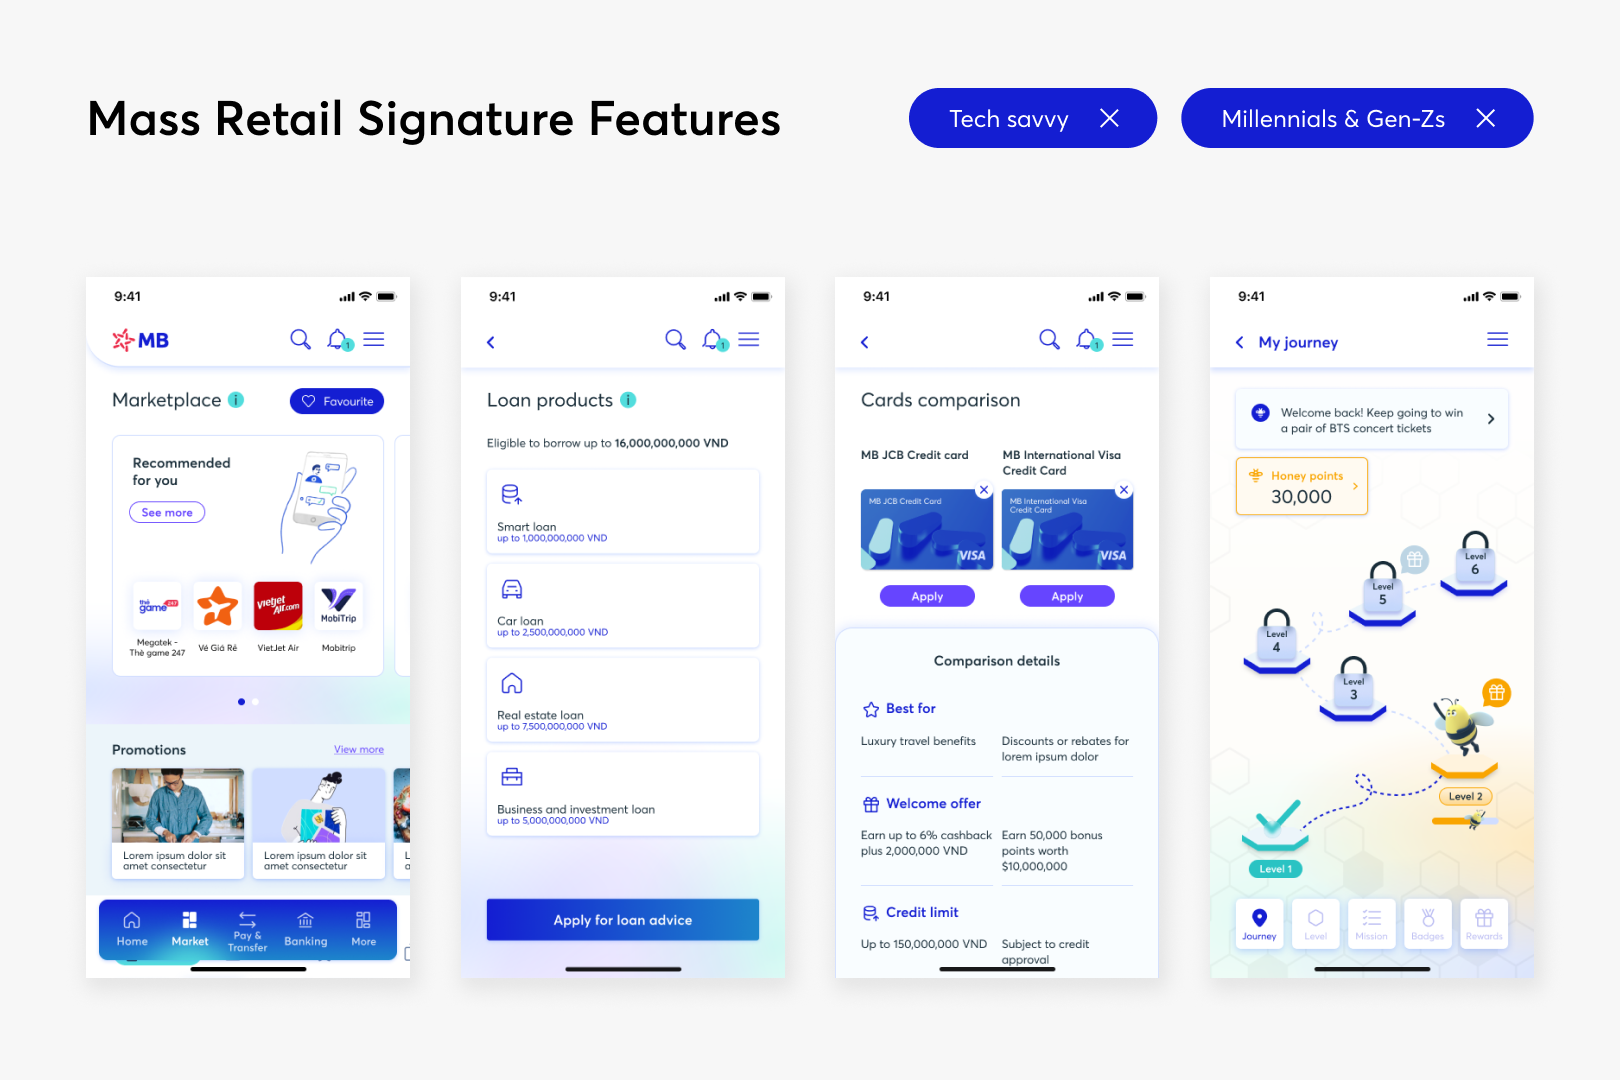 Mass Retail Signature Features
Tech savvy
Millennials & Gen-Zs
9:41
MB
1
Marketplace i
Favourite
Recommended
for you
See more
thẻ
game 247
Vietjet
Air.com
MobiTrip
Megatek -
Thẻ game 247
Vé Giá Rẻ
VietJet Air
Mobitrip
Promotions
View more
Lorem ipsum dolor sit
amet consectetur
Lorem ipsum dolor sit
amet consectetur
L
a
Home
Market
Pay &
Transfer
Banking
More
9:41
1
Loan products i
Eligible to borrow up to 16,000,000,000 VND
Smart loan
up to 1,000,000,000 VND
Car loan
up to 2,500,000,000 VND
Real estate loan
up to 7,500,000,000 VND
Business and investment loan
up to 5,000,000,000 VND
Apply for loan advice
9:41
1
Cards comparison
MB JCB Credit card
MB International Visa
Credit Card
MB JCB Credit Card
VISA
MB International Visa
Credit Card
VISA
Apply
Apply
Comparison details
Best for
Luxury travel benefits
Discounts or rebates for
lorem ipsum dolor
Welcome offer
Earn up to 6% cashback
plus 2,000,000 VND
Earn 50,000 bonus
points worth
$10,000,000
Credit limit
Up to 150,000,000 VND
Subject to credit
approval
9:41
My journey
Welcome back! Keep going to win
a pair of BTS concert tickets
Honey points
30,000
Level
6
Level
5
Level
4
Level
3
Level 2
Level 1
Journey
Level
Mission
Badges
Rewards